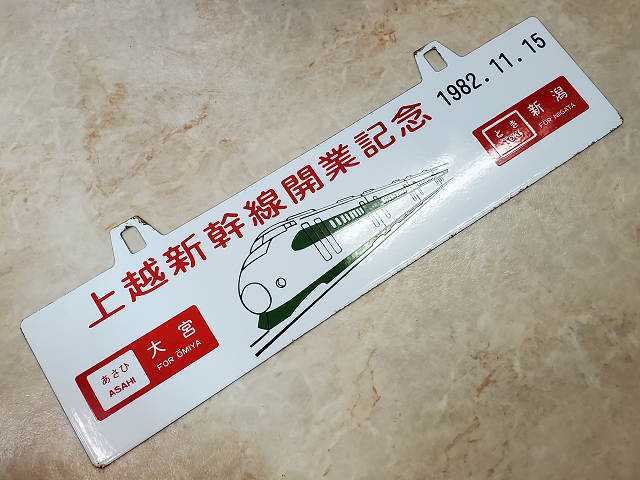 1982.11.15
上越新幹線開業記念
あさひ
ASAHI
大宮
FOR ŌMIYA
とき
TOKI
新潟
FOR NIIGATA